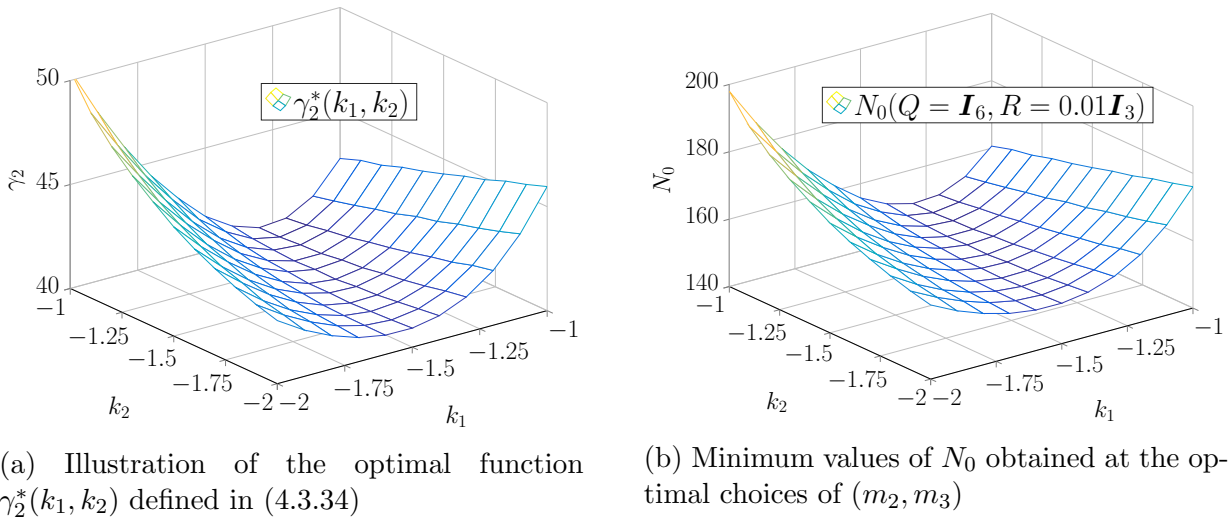 50
45
40
γ₂
γ₂*(k₁, k₂)
−1
−1.25
−1.5
−1.75
−2
k₂
−2
−1.75
−1.5
−1.25
−1
k₁
(a) Illustration of the optimal function
γ₂*(k₁, k₂) defined in (4.3.34)
200
180
160
140
N₀
N₀(Q = I₆, R = 0.01I₃)
−1
−1.25
−1.5
−1.75
−2
k₂
−2
−1.75
−1.5
−1.25
−1
k₁
(b) Minimum values of N₀ obtained at the op-
timal choices of (m₂, m₃)